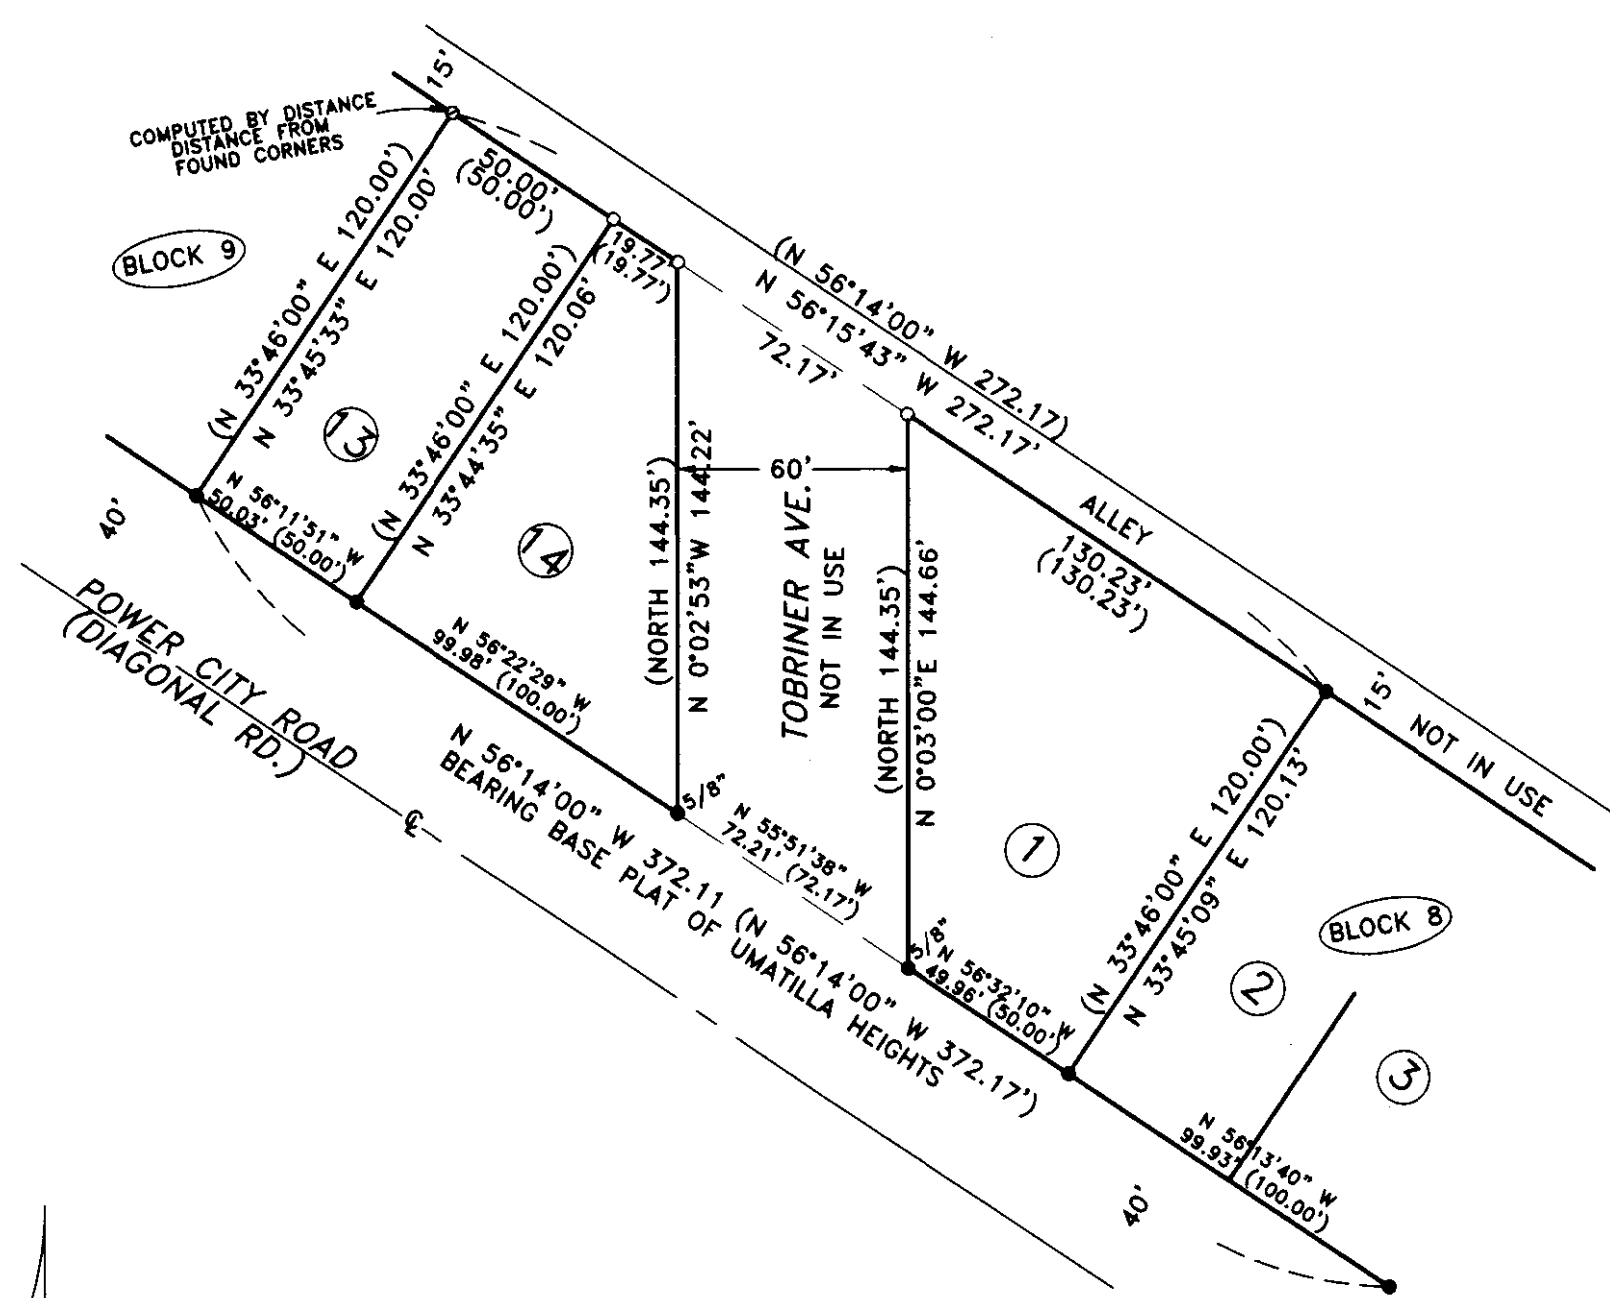 15'
COMPUTED BY DISTANCE
DISTANCE FROM
FOUND CORNERS
50.00'
(50.00')
BLOCK 9
(N 33°46'00" E 120.00')
N 33°45'33" E 120.00'
19.77'
(19.77')
(N 56°14'00" W 272.17)
N 56°15'43" W 272.17'
72.17'
(N 33°46'00" E 120.00')
N 33°44'35" E 120.06'
13
14
(NORTH 144.35')
N 0°02'53"W 144.22'
60'
TOBRINER AVE.
NOT IN USE
(NORTH 144.35')
N 0°03'00"E 144.66'
ALLEY
130.23'
(130.23')
15'
NOT IN USE
40'
N 56°11'51" W
50.03' (50.00')
POWER CITY ROAD
(DIAGONAL RD.)
N 56°22'29" W
99.98' (100.00')
5/8"
N 55°51'38" W
72.21' (72.17')
N 56°14'00" W 372.11 (N 56°14'00" W 372.17')
BEARING BASE PLAT OF UMATILLA HEIGHTS
℄
1
(N 33°46'00" E 120.00')
N 33°45'09" E 120.13'
BLOCK 8
5/8"
N 56°32'10" W
49.96' (50.00')
2
3
N 56°13'40" W
99.93' (100.00')
40'